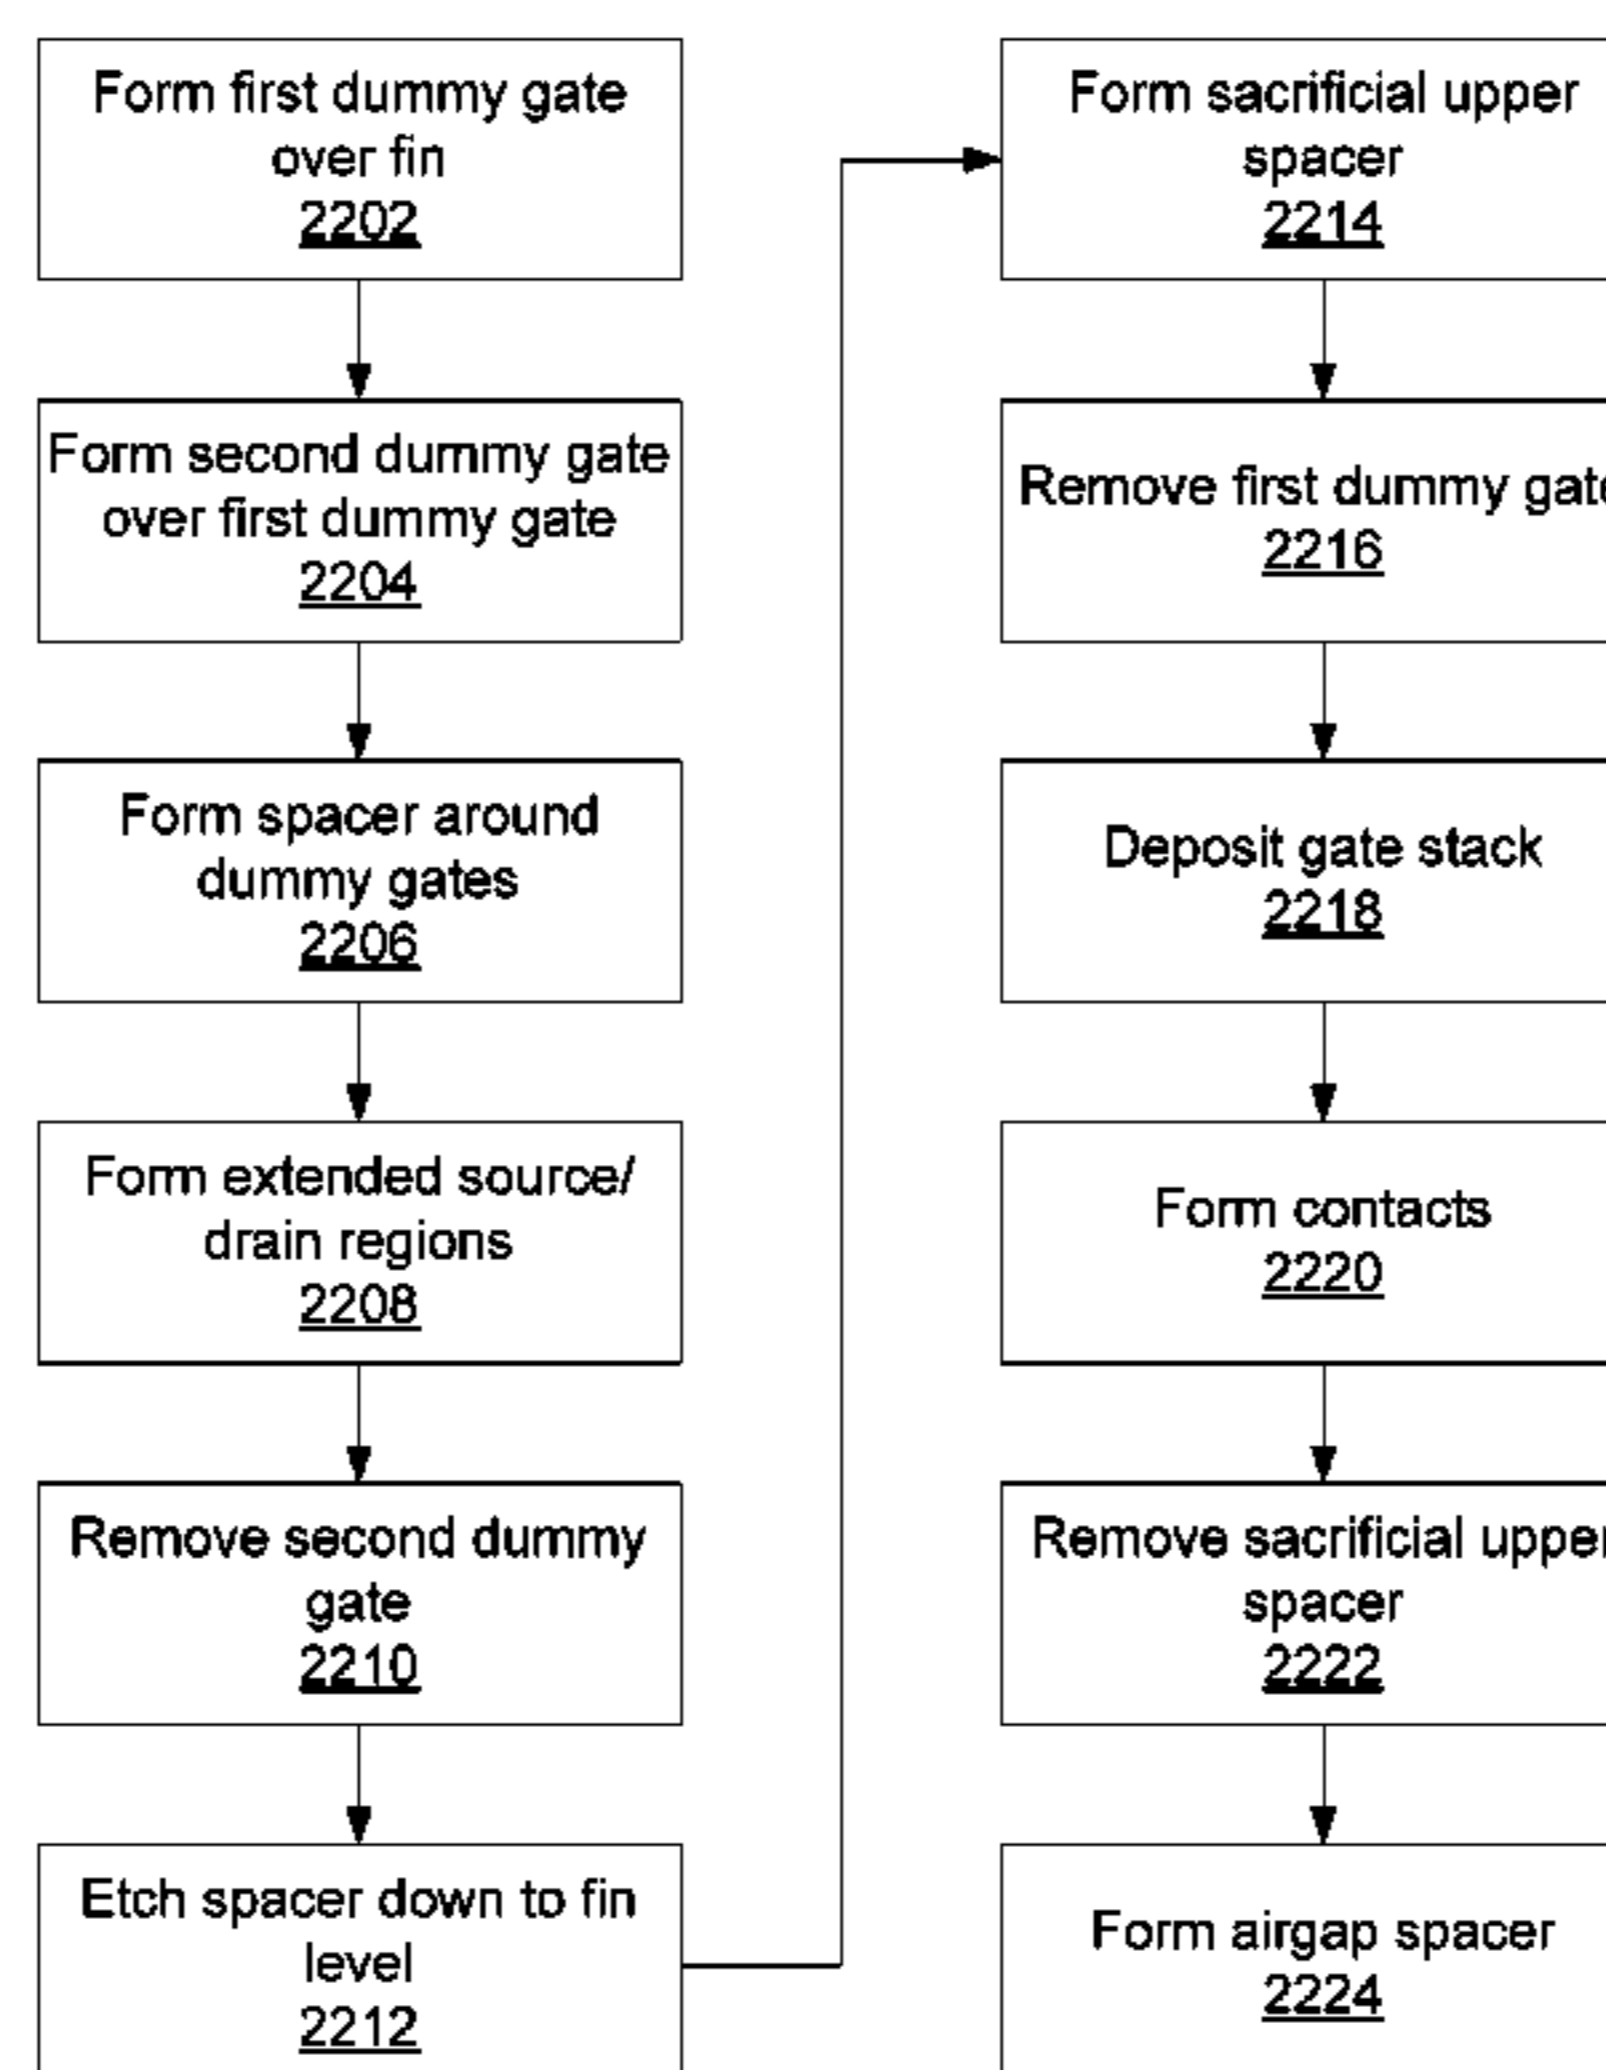 Form first dummy gate
over fin
2202
Form second dummy gate
over first dummy gate
2204
Form spacer around
dummy gates
2206
Form extended source/
drain regions
2208
Remove second dummy
gate
2210
Etch spacer down to fin
level
2212
Form sacrificial upper
spacer
2214
Remove first dummy gate
2216
Deposit gate stack
2218
Form contacts
2220
Remove sacrificial upper
spacer
2222
Form airgap spacer
2224